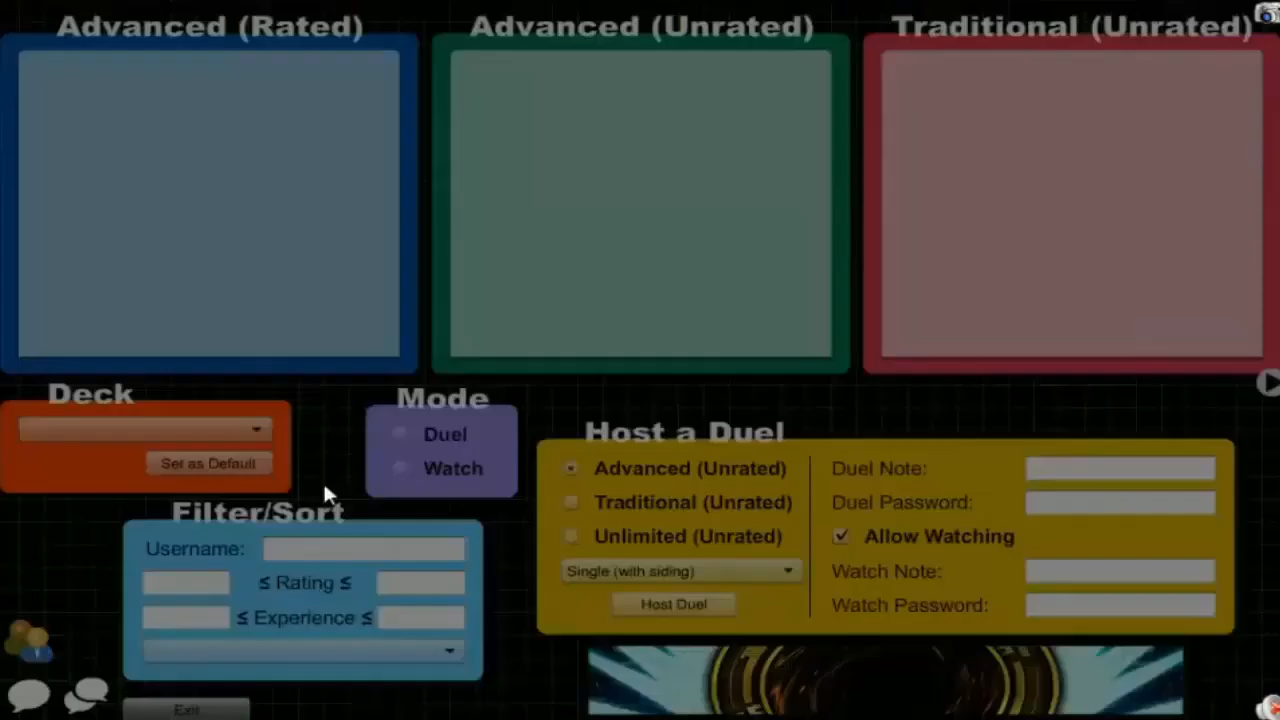 Advanced (Rated)
Advanced (Unrated)
Traditional (Unrated)
Deck
Set as Default
Mode
Duel
Watch
Filter/Sort
Username:
≤ Rating ≤
≤ Experience ≤
Exit
Host a Duel
Advanced (Unrated)
Traditional (Unrated)
Unlimited (Unrated)
Single (with siding)
Host Duel
Duel Note:
Duel Password:
Allow Watching
Watch Note:
Watch Password: